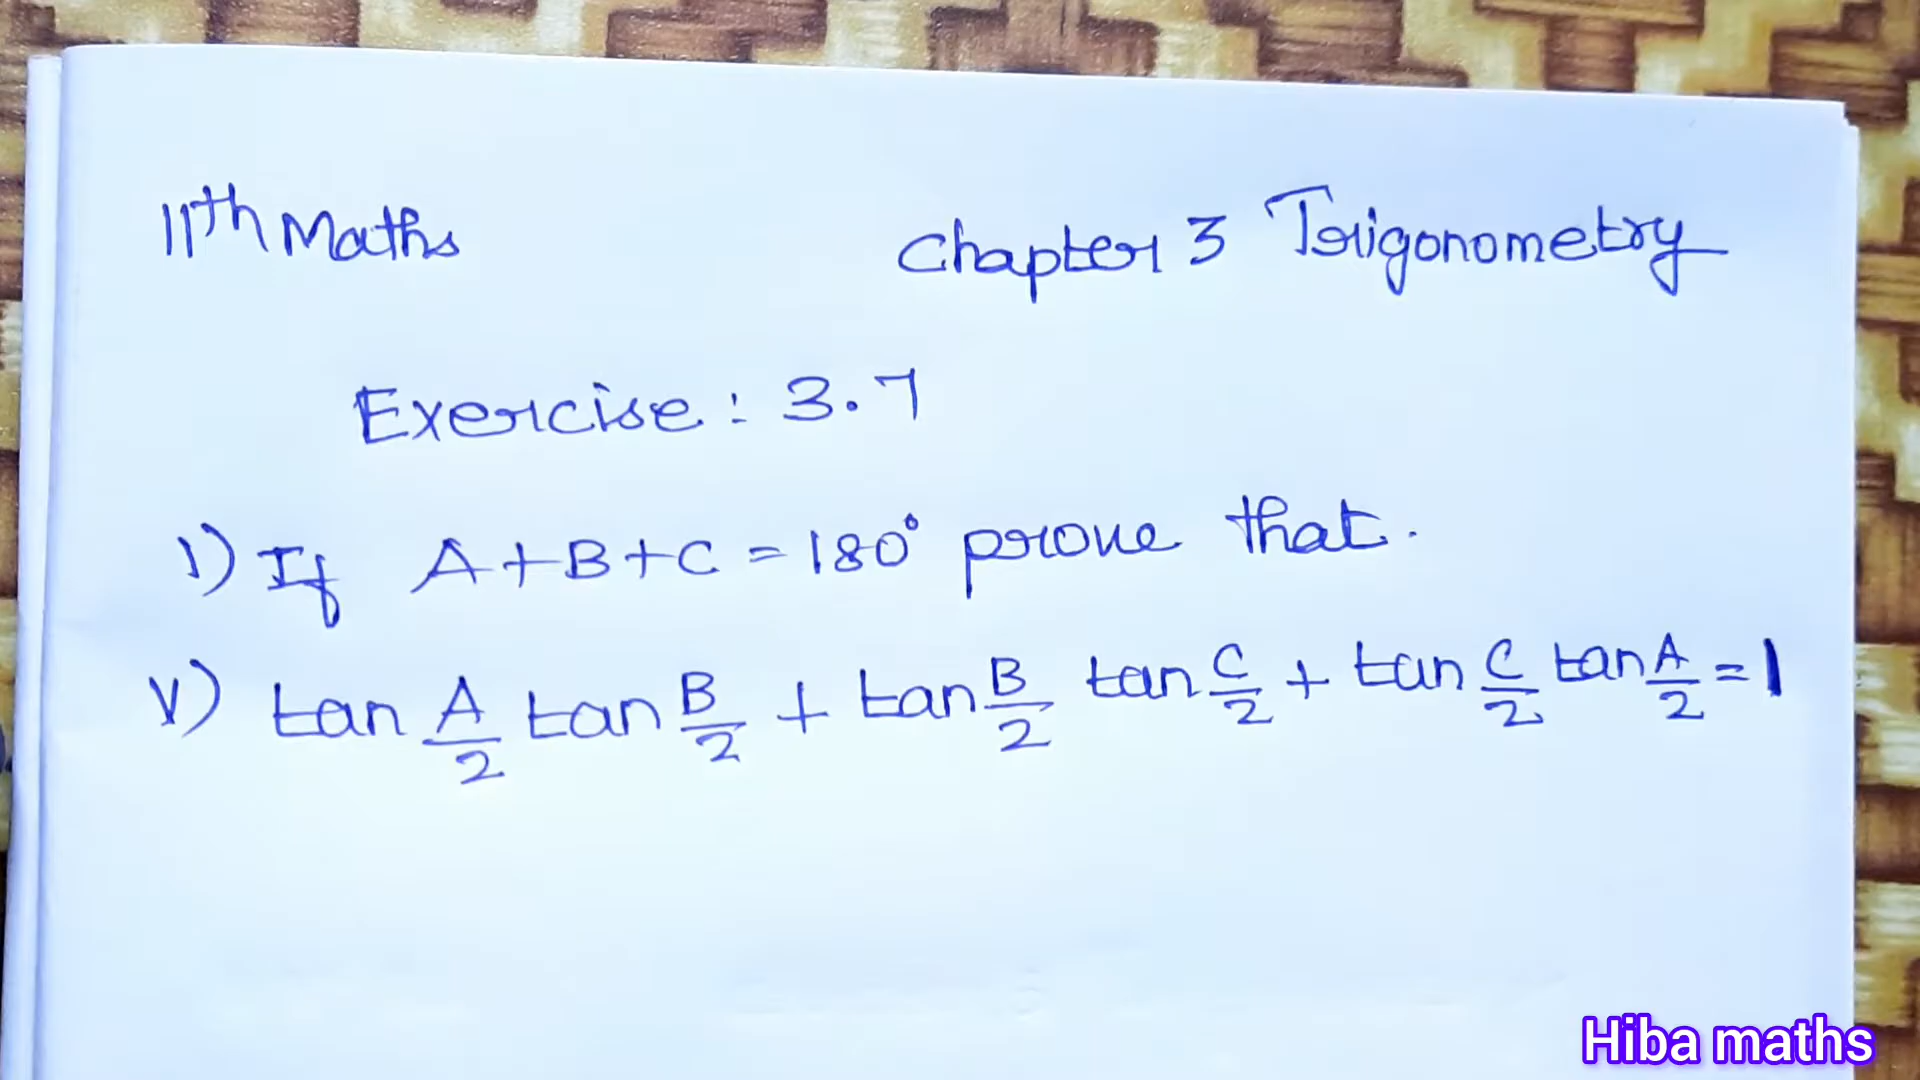 11th Maths Chapter 3 Trigonometry
Exercise: 3.7
1) If A+B+C = 180° prove that.
V) tan A/2 tan B/2 + tan B/2 tan C/2 + tan C/2 tan A/2 = 1
Hiba maths